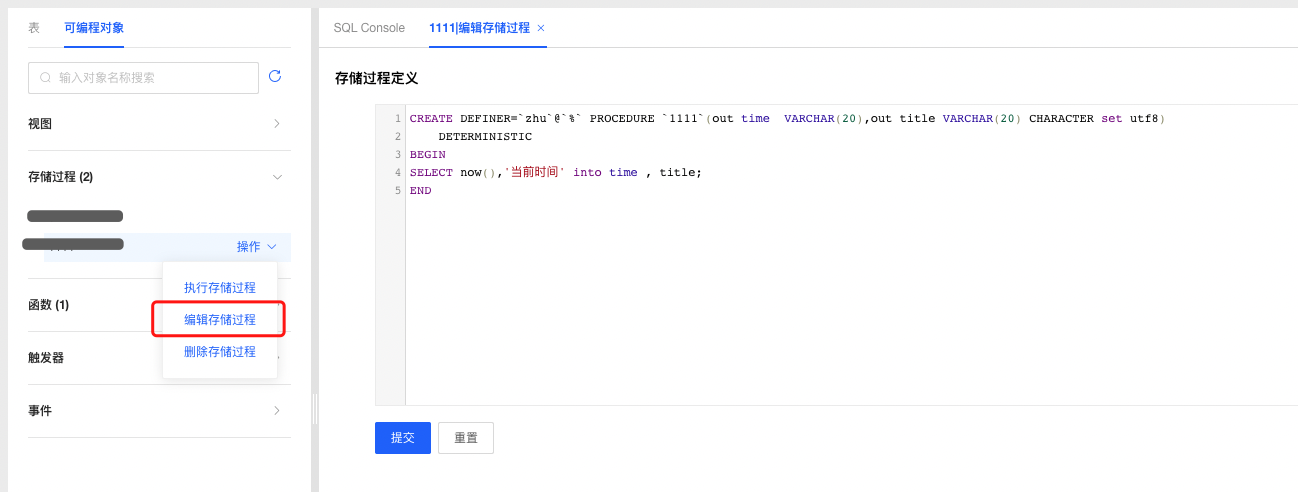 表 可编程对象
输入对象名称搜索
视图
存储过程 (2)
操作
执行存储过程
函数 (1)
编辑存储过程
删除存储过程
触发器
事件
SQL Console 1111|编辑存储过程 ×
存储过程定义
1 CREATE DEFINER=`zhu`@`%` PROCEDURE `1111`(out time  VARCHAR(20),out title VARCHAR(20) CHARACTER set utf8)
2     DETERMINISTIC
3 BEGIN
4 SELECT now(),'当前时间' into time , title;
5 END
提交 重置